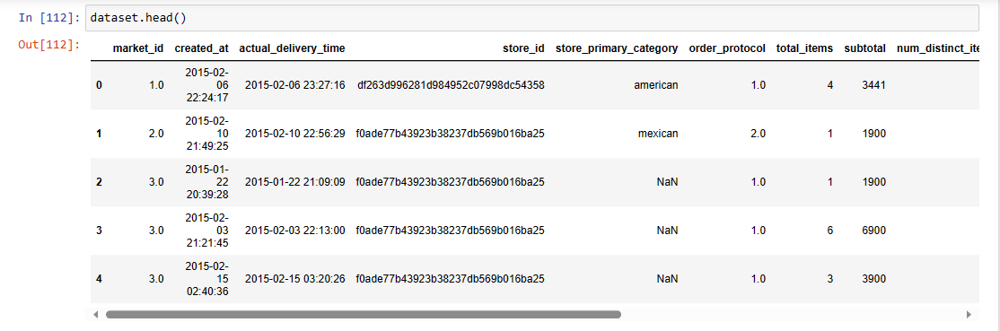 In [112]: dataset.head()
Out[112]:
market_id created_at actual_delivery_time store_id store_primary_category order_protocol total_items subtotal num_distinct_ite
2015-02-
0 1.0 06 2015-02-06 23:27:16 df263d996281d984952c07998dc54358 american 1.0 4 3441
22:24:17
2015-02-
1 2.0 10 2015-02-10 22:56:29 f0ade77b43923b38237db569b016ba25 mexican 2.0 1 1900
21:49:25
2015-01-
2 3.0 22 2015-01-22 21:09:09 f0ade77b43923b38237db569b016ba25 NaN 1.0 1 1900
20:39:28
2015-02-
3 3.0 03 2015-02-03 22:13:00 f0ade77b43923b38237db569b016ba25 NaN 1.0 6 6900
21:21:45
2015-02-
4 3.0 15 2015-02-15 03:20:26 f0ade77b43923b38237db569b016ba25 NaN 1.0 3 3900
02:40:36